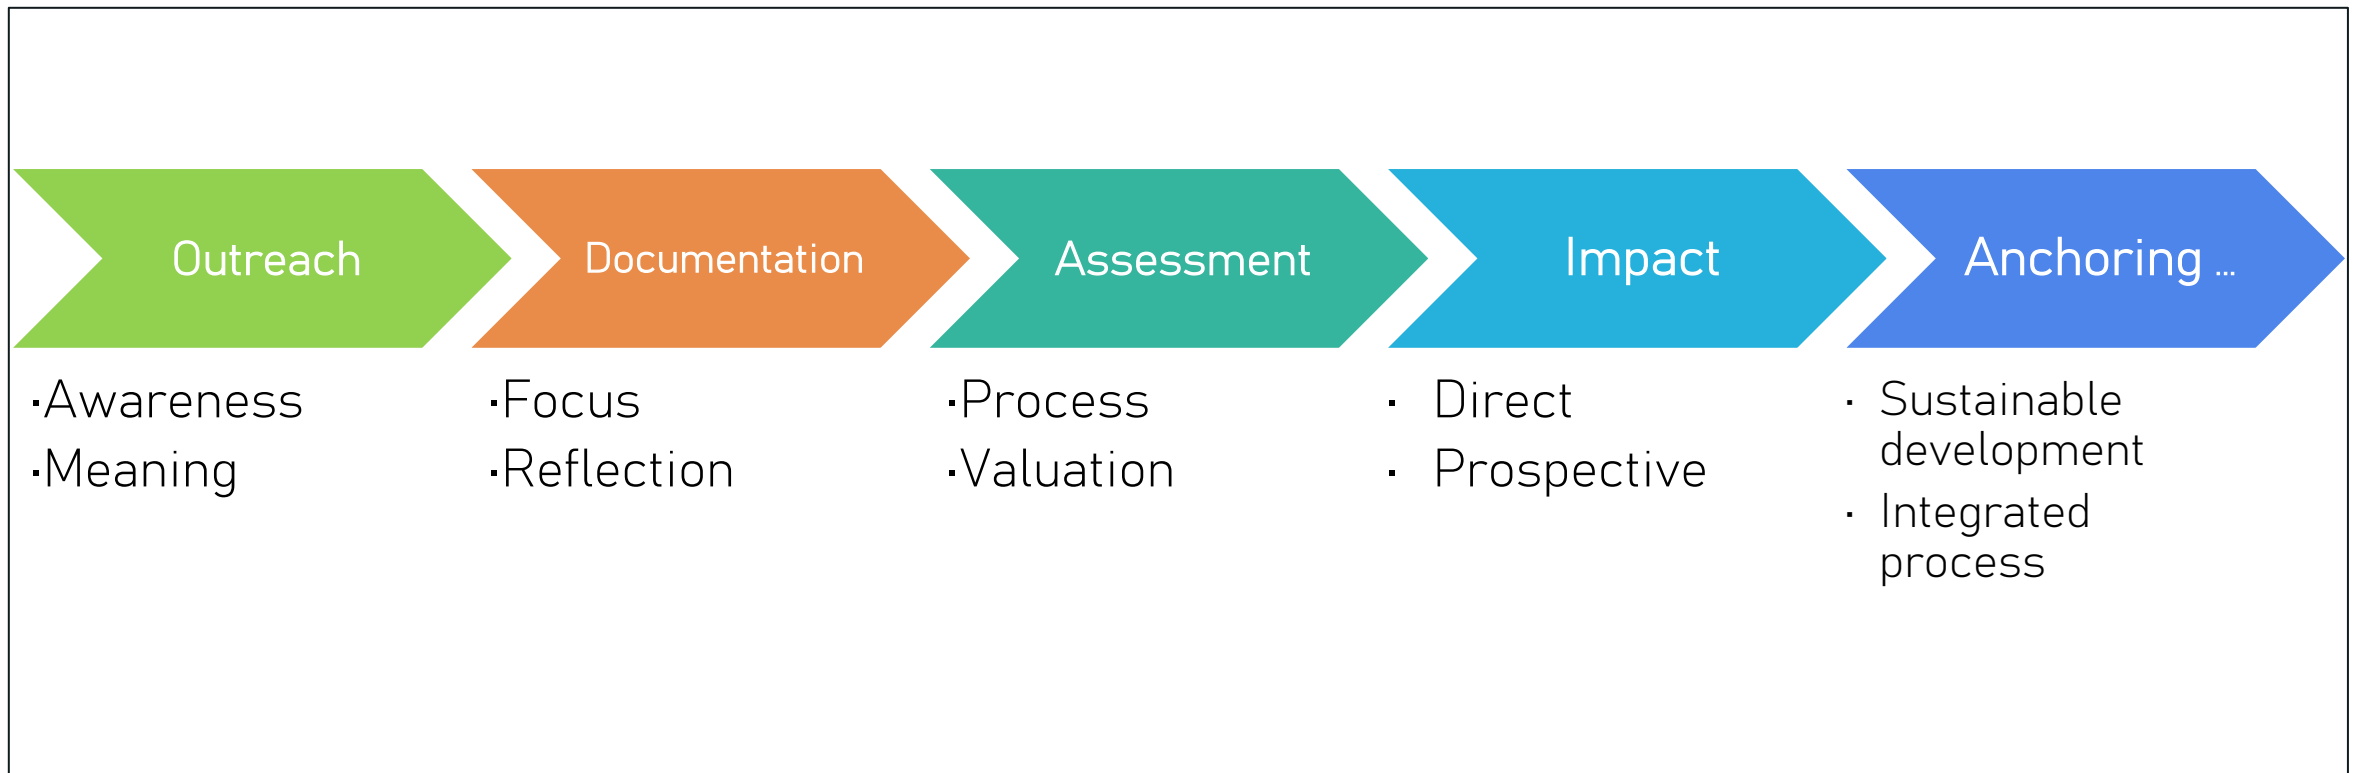 Outreach
Documentation
Assessment
Impact
Anchoring ...
·Awareness
·Meaning
·Focus
·Reflection
·Process
·Valuation
· Direct
· Prospective
· Sustainable
development
· Integrated
process